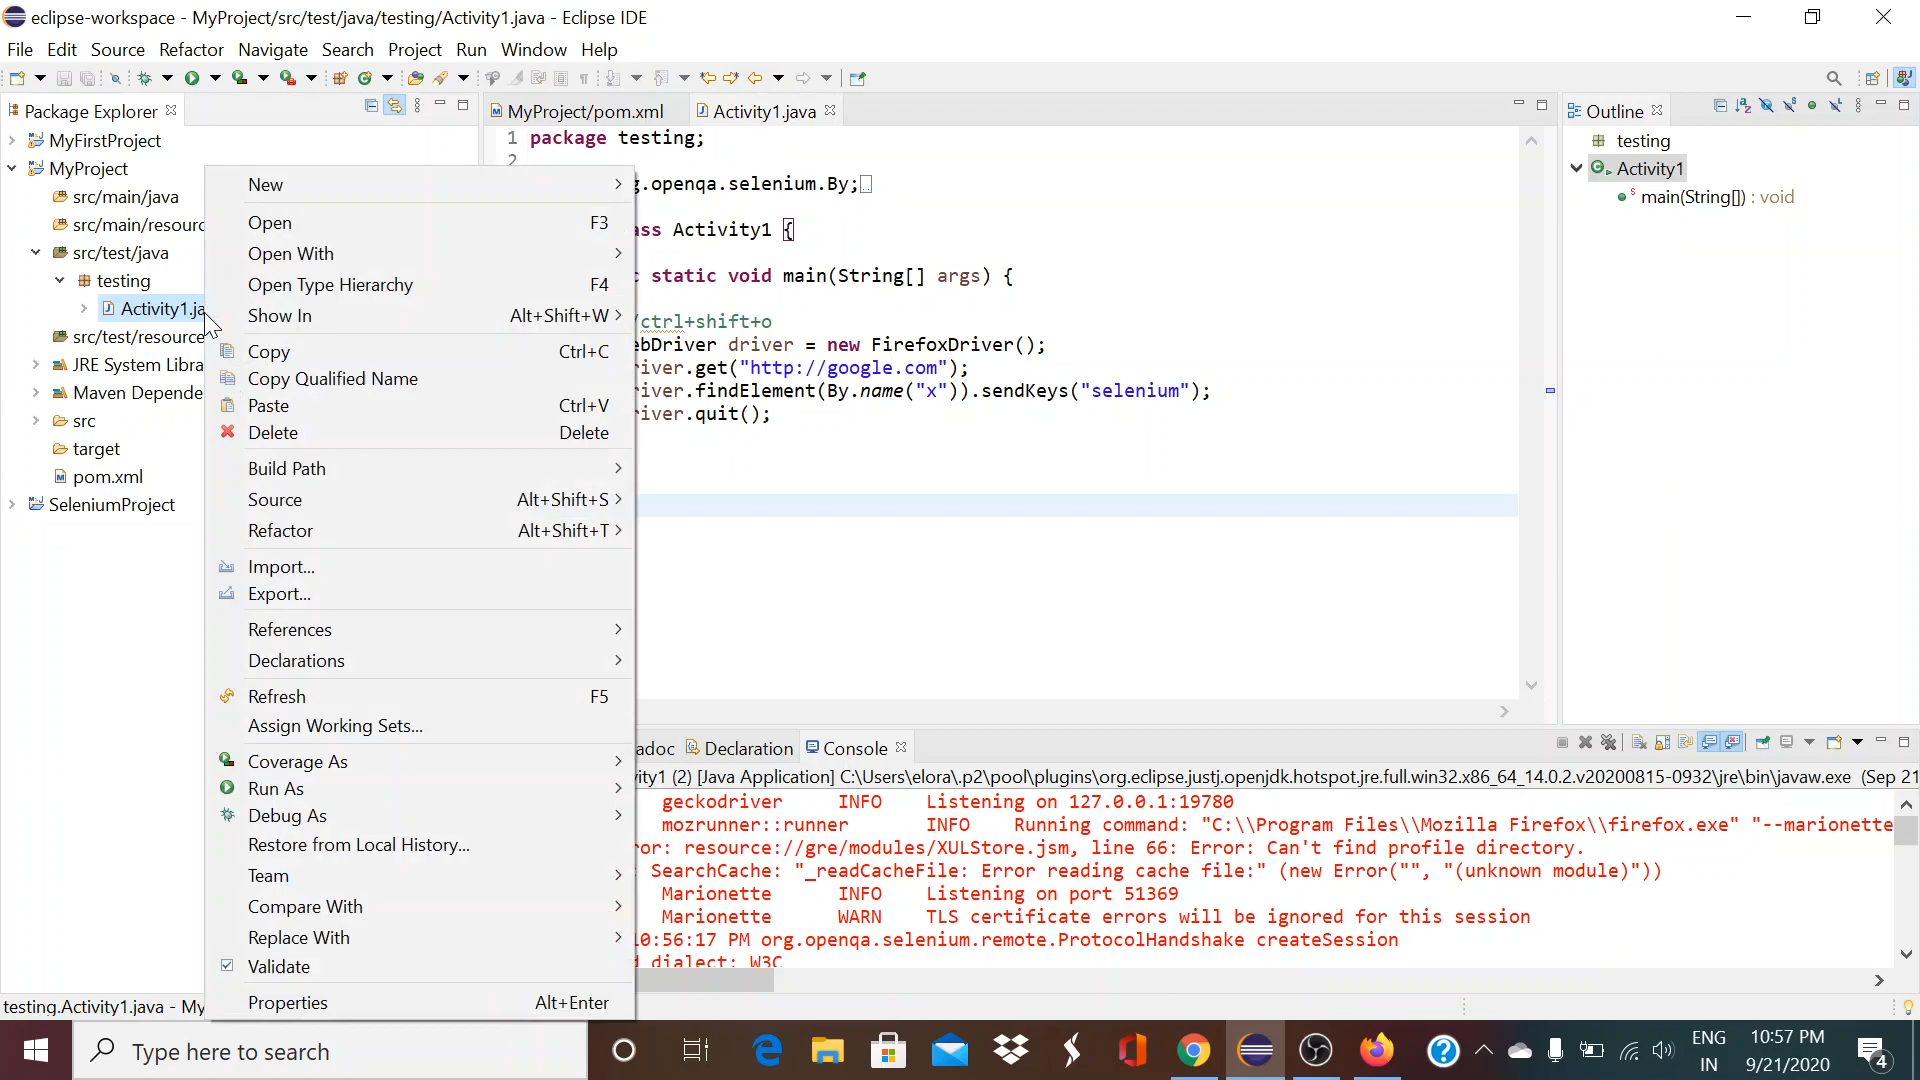 eclipse-workspace - MyProject/src/test/java/testing/Activity1.java - Eclipse IDE
File Edit Source Refactor Navigate Search Project Run Window Help
Package Explorer
MyFirstProject
MyProject
src/main/java
src/main/resourc
src/test/java
testing
Activity1.ja
src/test/resource
JRE System Libra
Maven Depende
src
target
pom.xml
SeleniumProject
New
Open F3
Open With
Open Type Hierarchy F4
Show In Alt+Shift+W
Copy Ctrl+C
Copy Qualified Name
Paste Ctrl+V
Delete Delete
Build Path
Source Alt+Shift+S
Refactor Alt+Shift+T
Import...
Export...
References
Declarations
Refresh F5
Assign Working Sets...
Coverage As
Run As
Debug As
Restore from Local History...
Team
Compare With
Replace With
Validate
Properties Alt+Enter
MyProject/pom.xml Activity1.java
1 package testing;
2
.openqa.selenium.By;
ass Activity1 {
c static void main(String[] args) {
/ctrl+shift+o
ebDriver driver = new FirefoxDriver();
river.get("http://google.com");
river.findElement(By.name("x")).sendKeys("selenium");
river.quit();
Outline
testing
Activity1
main(String[]) : void
adoc Declaration Console
vity1 (2) [Java Application] C:\Users\elora\.p2\pool\plugins\org.eclipse.justj.openjdk.hotspot.jre.full.win32.x86_64_14.0.2.v20200815-0932\jre\bin\javaw.exe (Sep 21
geckodriver INFO Listening on 127.0.0.1:19780
mozrunner::runner INFO Running command: "C:\\Program Files\\Mozilla Firefox\\firefox.exe" "--marionette
ror: resource://gre/modules/XULStore.jsm, line 66: Error: Can't find profile directory.
: SearchCache: "_readCacheFile: Error reading cache file:" (new Error("", "(unknown module)"))
Marionette INFO Listening on port 51369
Marionette WARN TLS certificate errors will be ignored for this session
0:56:17 PM org.openqa.selenium.remote.ProtocolHandshake createSession
d dialect: W3C
testing.Activity1.java - My
Type here to search
ENG
IN
10:57 PM
9/21/2020
4